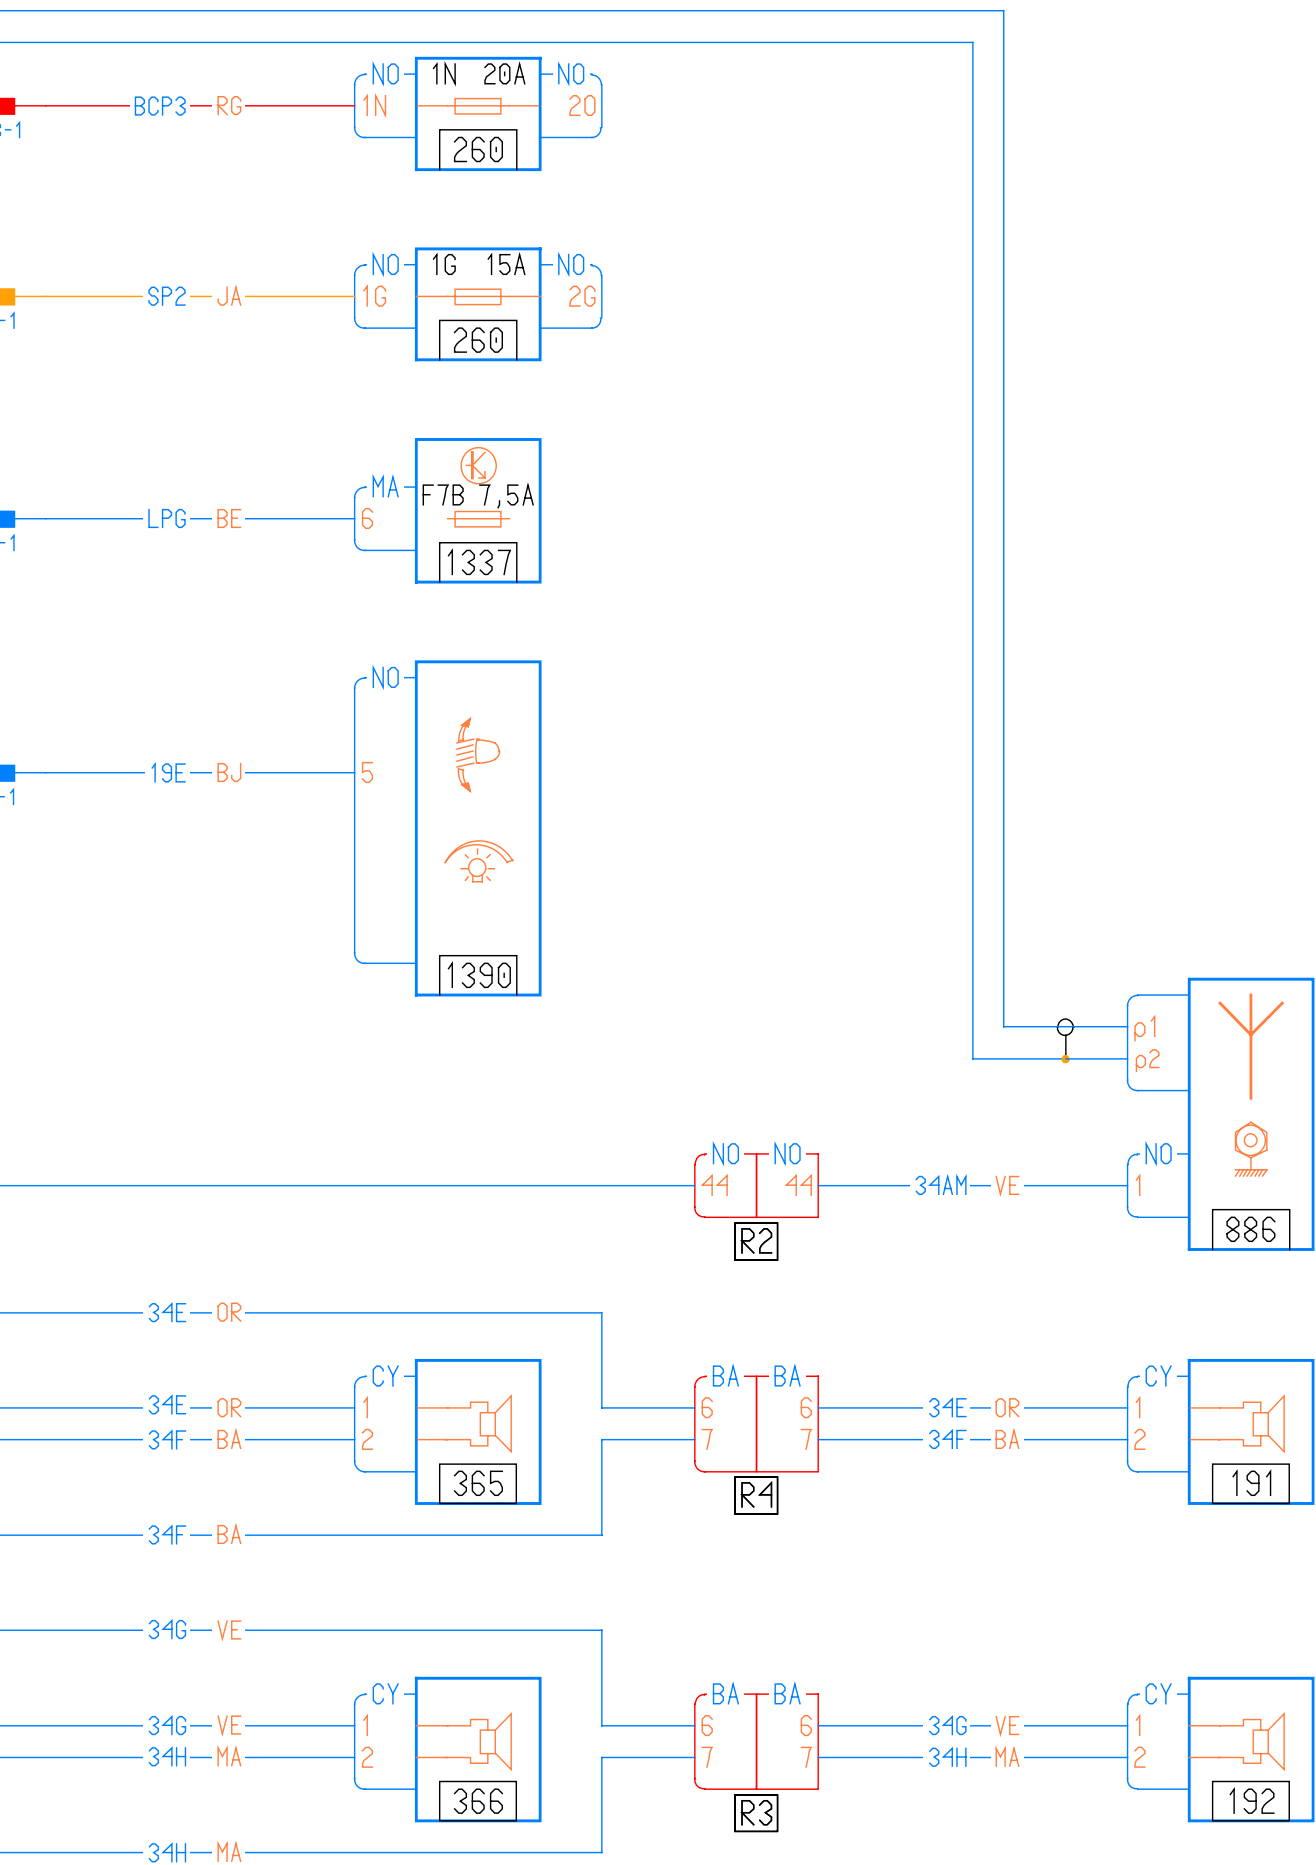 NO 1N 20A NO
BCP3 RG 1N 20
-1
260
NO 1G 15A NO
SP2 JA 1G 2G
-1
260
MA
F7B 7,5A
LPG BE 6
-1
1337
NO
19E BJ 5
-1
1390
p1
p2
NO NO NO
44 44 34AM VE 1
R2
886
34E OR
CY BA BA CY
34E OR 1 6 6 34E OR 1
34F BA 2 7 7 34F BA 2
365 R4 191
34F BA
34G VE
CY BA BA CY
34G VE 1 6 6 34G VE 1
34H MA 2 7 7 34H MA 2
366 R3 192
34H MA